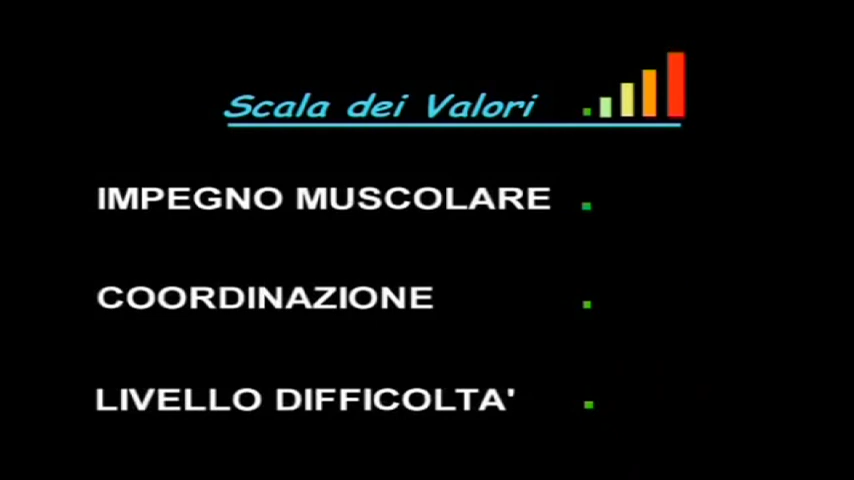 Scala dei Valori
IMPEGNO MUSCOLARE
COORDINAZIONE
LIVELLO DIFFICOLTA'